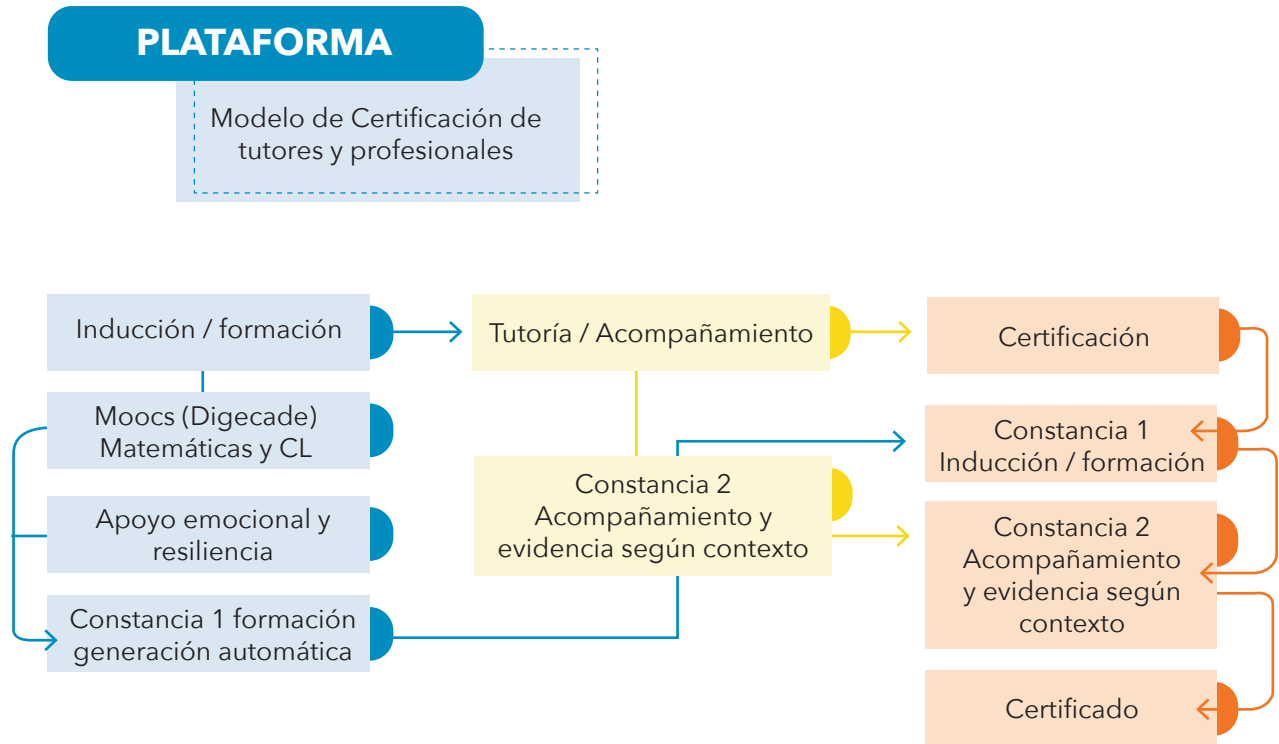 PLATAFORMA
Modelo de Certificación de
tutores y profesionales
Inducción / formación
Moocs (Digecade)
Matemáticas y CL
Apoyo emocional y
resiliencia
Constancia 1 formación
generación automática
Tutoría / Acompañamiento
Constancia 2
Acompañamiento y
evidencia según contexto
Certificación
Constancia 1
Inducción / formación
Constancia 2
Acompañamiento
y evidencia según
contexto
Certificado